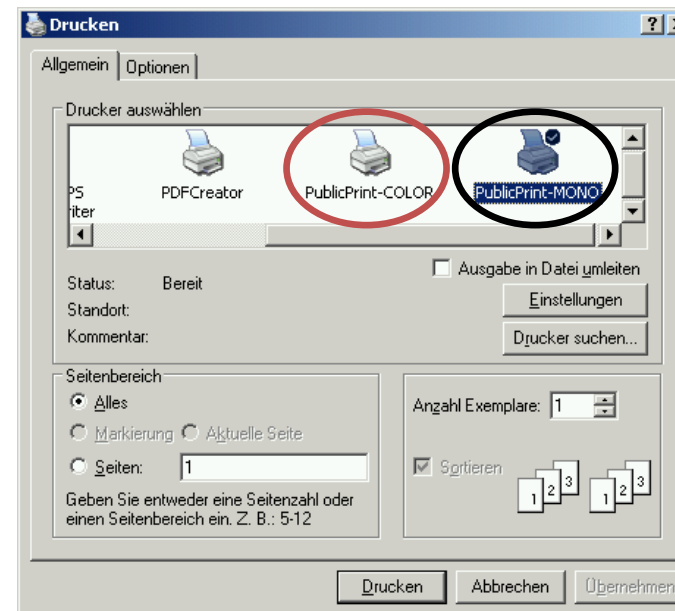 Drucken
?
Allgemein Optionen
Drucker auswählen
PS PDFCreator PublicPrint-COLOR PublicPrint-MONO
iter
Ausgabe in Datei umleiten
Status: Bereit
Einstellungen
Standort:
Kommentar:
Drucker suchen...
Seitenbereich
Alles
Anzahl Exemplare: 1
Markierung Aktuelle Seite
Seiten: 1
Sortieren
1 2 3 1 2 3
Geben Sie entweder eine Seitenzahl oder
einen Seitenbereich ein. Z. B.: 5-12
Drucken Abbrechen Übernehmen